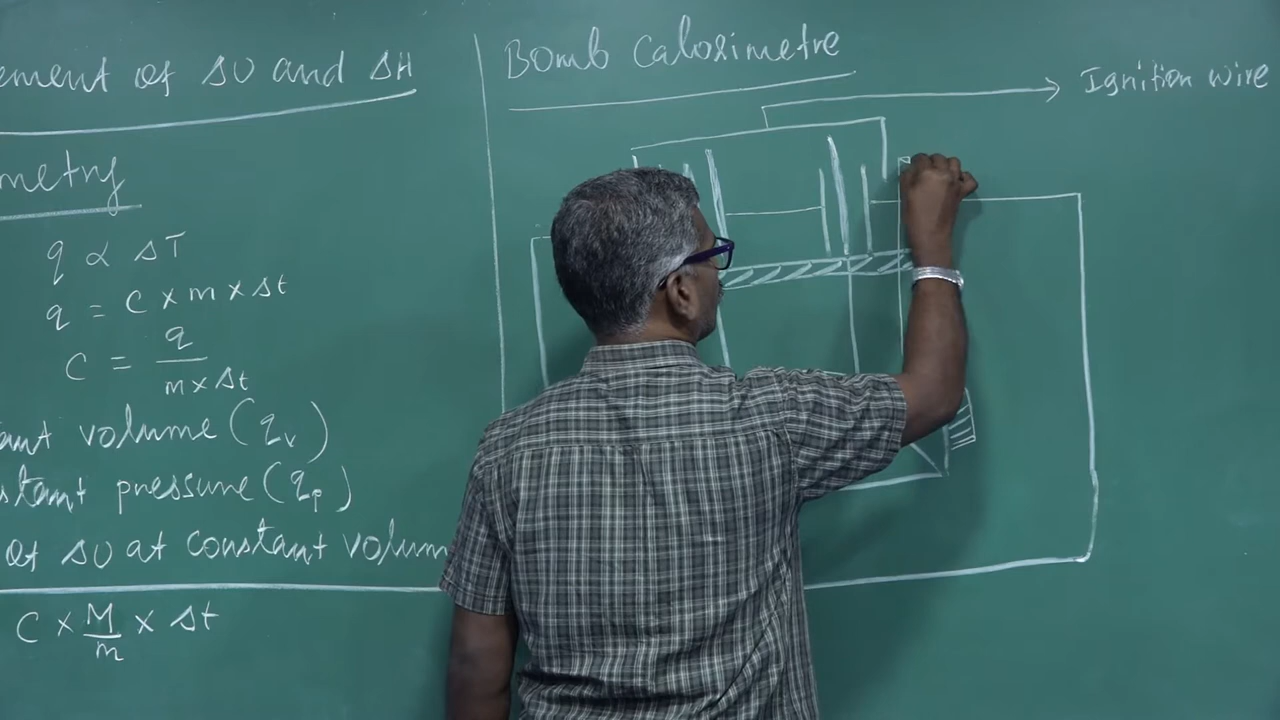 ement of ΔU and ΔH
metry
q ∝ ΔT
q = C × m × Δt
C = q / m × Δt
ant volume (qv)
stant pressure (qp)
of ΔU at constant volum
C × M/m × Δt
Bomb Calorimetre
Ignition wire